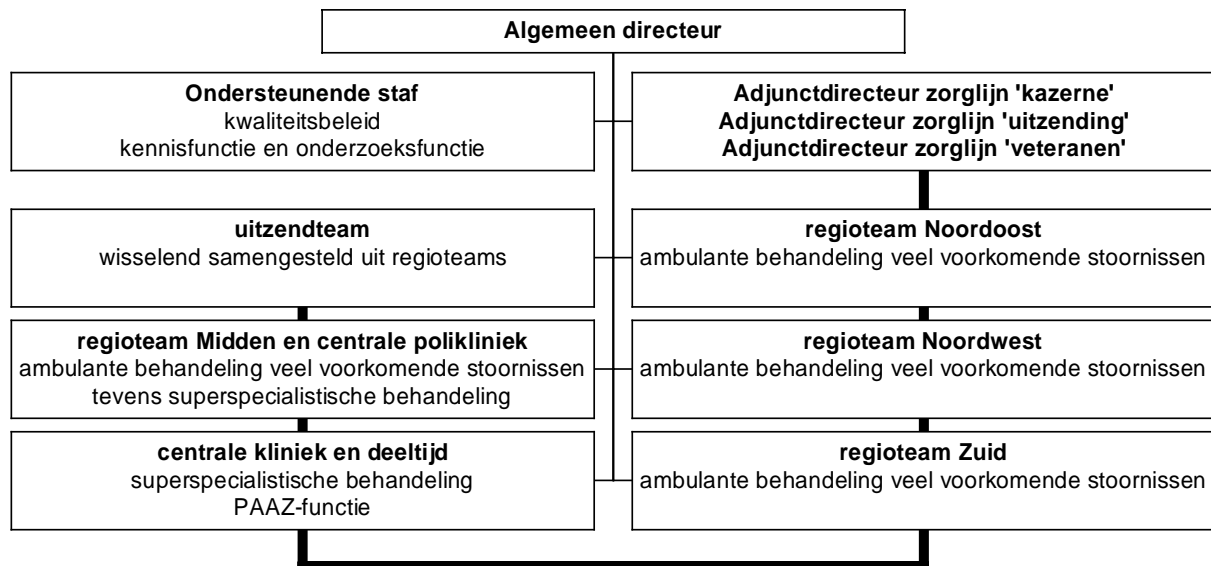 Algemeen directeur
Ondersteunende staf
kwaliteitsbeleid
kennisfunctie en onderzoeksfunctie
Adjunctdirecteur zorglijn 'kazerne'
Adjunctdirecteur zorglijn 'uitzending'
Adjunctdirecteur zorglijn 'veteranen'
uitzendteam
wisselend samengesteld uit regioteams
regioteam Noordoost
ambulante behandeling veel voorkomende stoornissen
regioteam Midden en centrale polikliniek
ambulante behandeling veel voorkomende stoornissen
tevens superspecialistische behandeling
regioteam Noordwest
ambulante behandeling veel voorkomende stoornissen
centrale kliniek en deeltijd
superspecialistische behandeling
PAAZ-functie
regioteam Zuid
ambulante behandeling veel voorkomende stoornissen